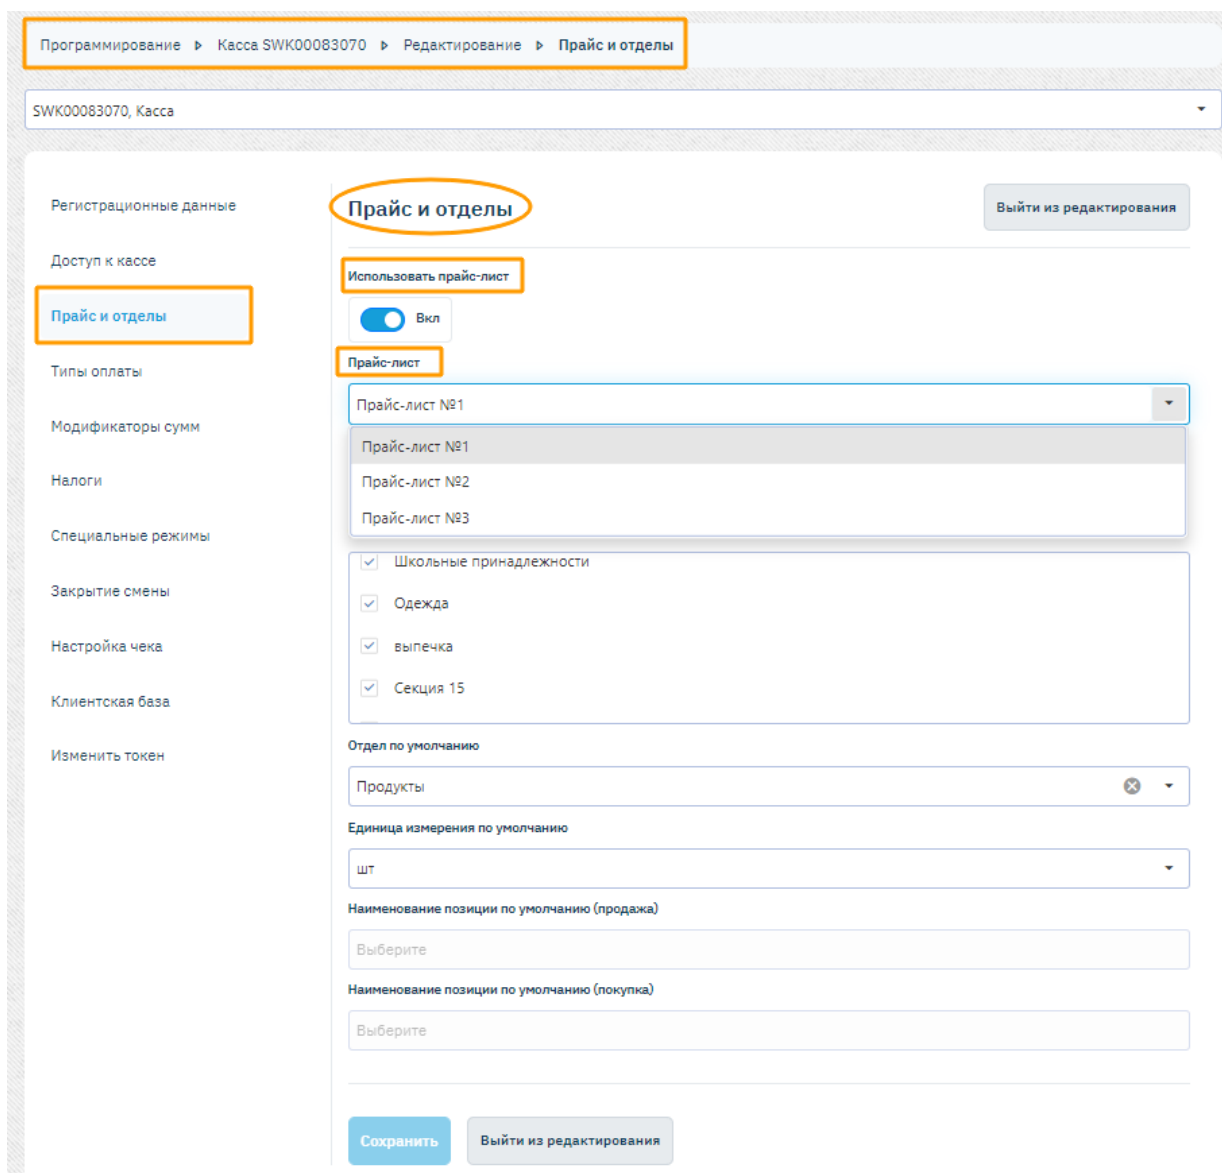 Программирование Касса SWK00083070 Редактирование Прайс и отделы
SWK00083070, Касса
Регистрационные данные
Доступ к кассе
Прайс и отделы
Типы оплаты
Модификаторы сумм
Налоги
Специальные режимы
Закрытие смены
Настройка чека
Клиентская база
Изменить токен
Прайс и отделы
Выйти из редактирования
Использовать прайс-лист
Вкл
Прайс-лист
Прайс-лист №1
Прайс-лист №1
Прайс-лист №2
Прайс-лист №3
Школьные принадлежности
Одежда
выпечка
Секция 15
Отдел по умолчанию
Продукты
Единица измерения по умолчанию
шт
Наименование позиции по умолчанию (продажа)
Выберите
Наименование позиции по умолчанию (покупка)
Выберите
Сохранить
Выйти из редактирования